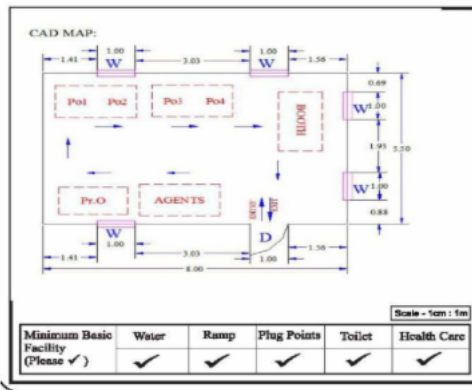 CAD MAP:
1.41 1.00 3.03 1.00 1.56
W W
Po1 Po2 Po3 Po4
BOOTH
0.69
W 1.00
1.95
5.50
W 1.00
0.88
Pr.O AGENTS
W D
1.00 3.03 1.00 1.56
1.41
8.00
Scale - 1cm : 1m
Minimum Basic Facility (Please ✓) Water Ramp Plug Points Toilet Health Care
✓ ✓ ✓ ✓ ✓